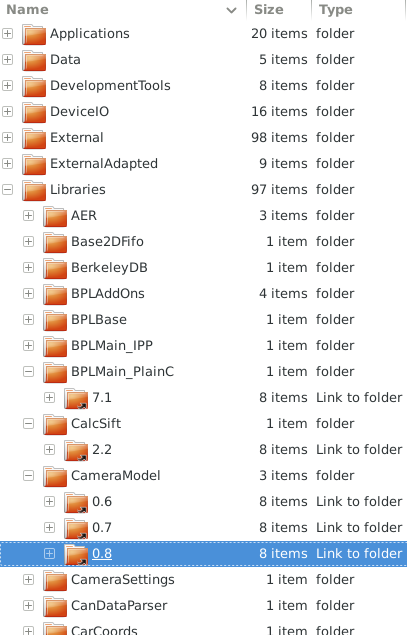 Name Size Type
Applications 20 items folder
Data 5 items folder
DevelopmentTools 8 items folder
DeviceIO 16 items folder
External 98 items folder
ExternalAdapted 9 items folder
Libraries 97 items folder
AER 3 items folder
Base2DFifo 1 item folder
BerkeleyDB 1 item folder
BPLAddOns 4 items folder
BPLBase 1 item folder
BPLMain_IPP 1 item folder
BPLMain_PlainC 1 item folder
7.1 8 items Link to folder
CalcSift 1 item folder
2.2 8 items Link to folder
CameraModel 3 items folder
0.6 8 items Link to folder
0.7 8 items Link to folder
0.8 8 items Link to folder
CameraSettings 1 item folder
CanDataParser 1 item folder
CarCoords 1 item folder